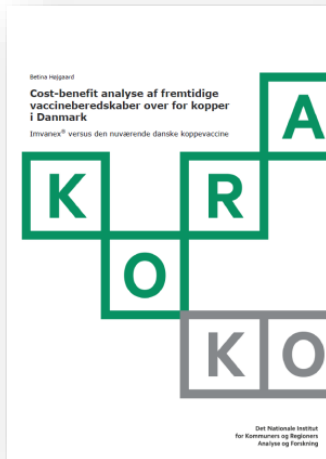 Betina Højgaard
Cost-benefit analyse af fremtidige
vaccineberedskaber over for kopper
i Danmark
Imvanex® versus den nuværende danske koppevaccine
A
K R
O
K O
Det Nationale Institut
for Kommuners og Regioners
Analyse og Forskning